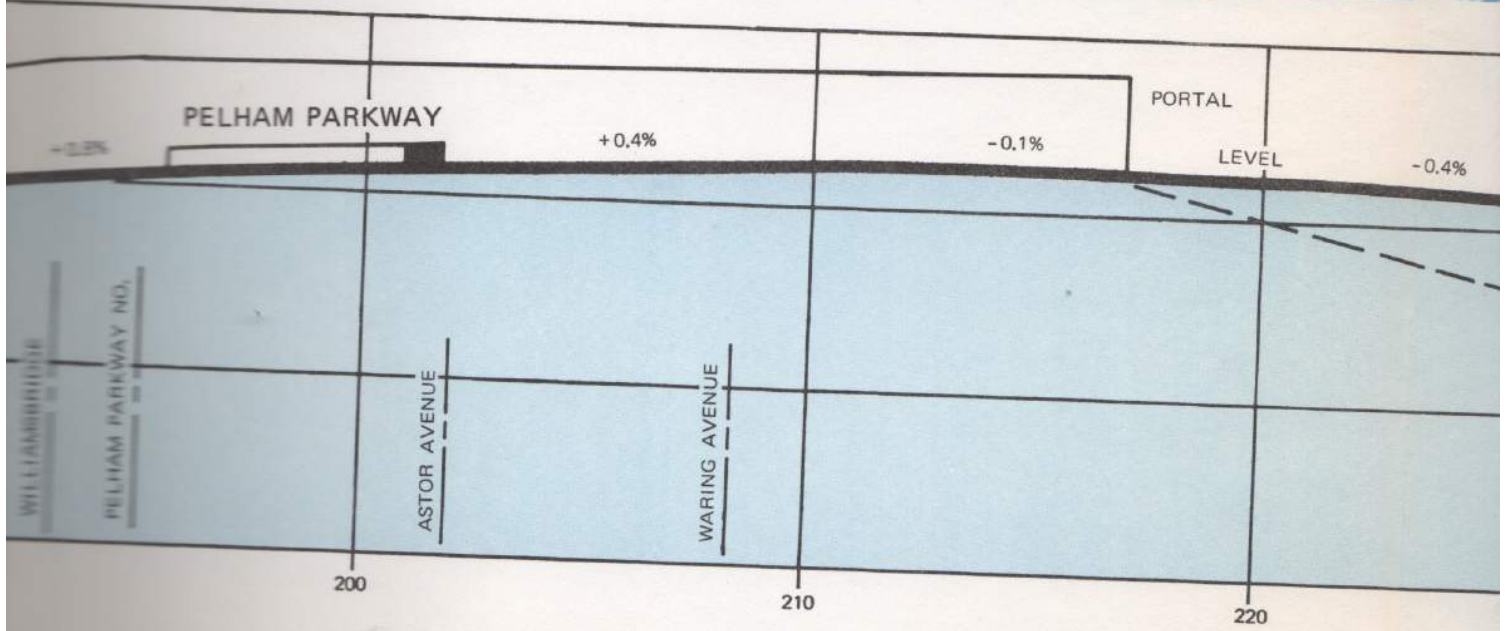 PELHAM PARKWAY
PORTAL
+0.4%
-0.1%
LEVEL
-0.4%
WILLIAMBRIDGE
PELHAM PARKWAY NO.
ASTOR AVENUE
WARING AVENUE
200
210
220